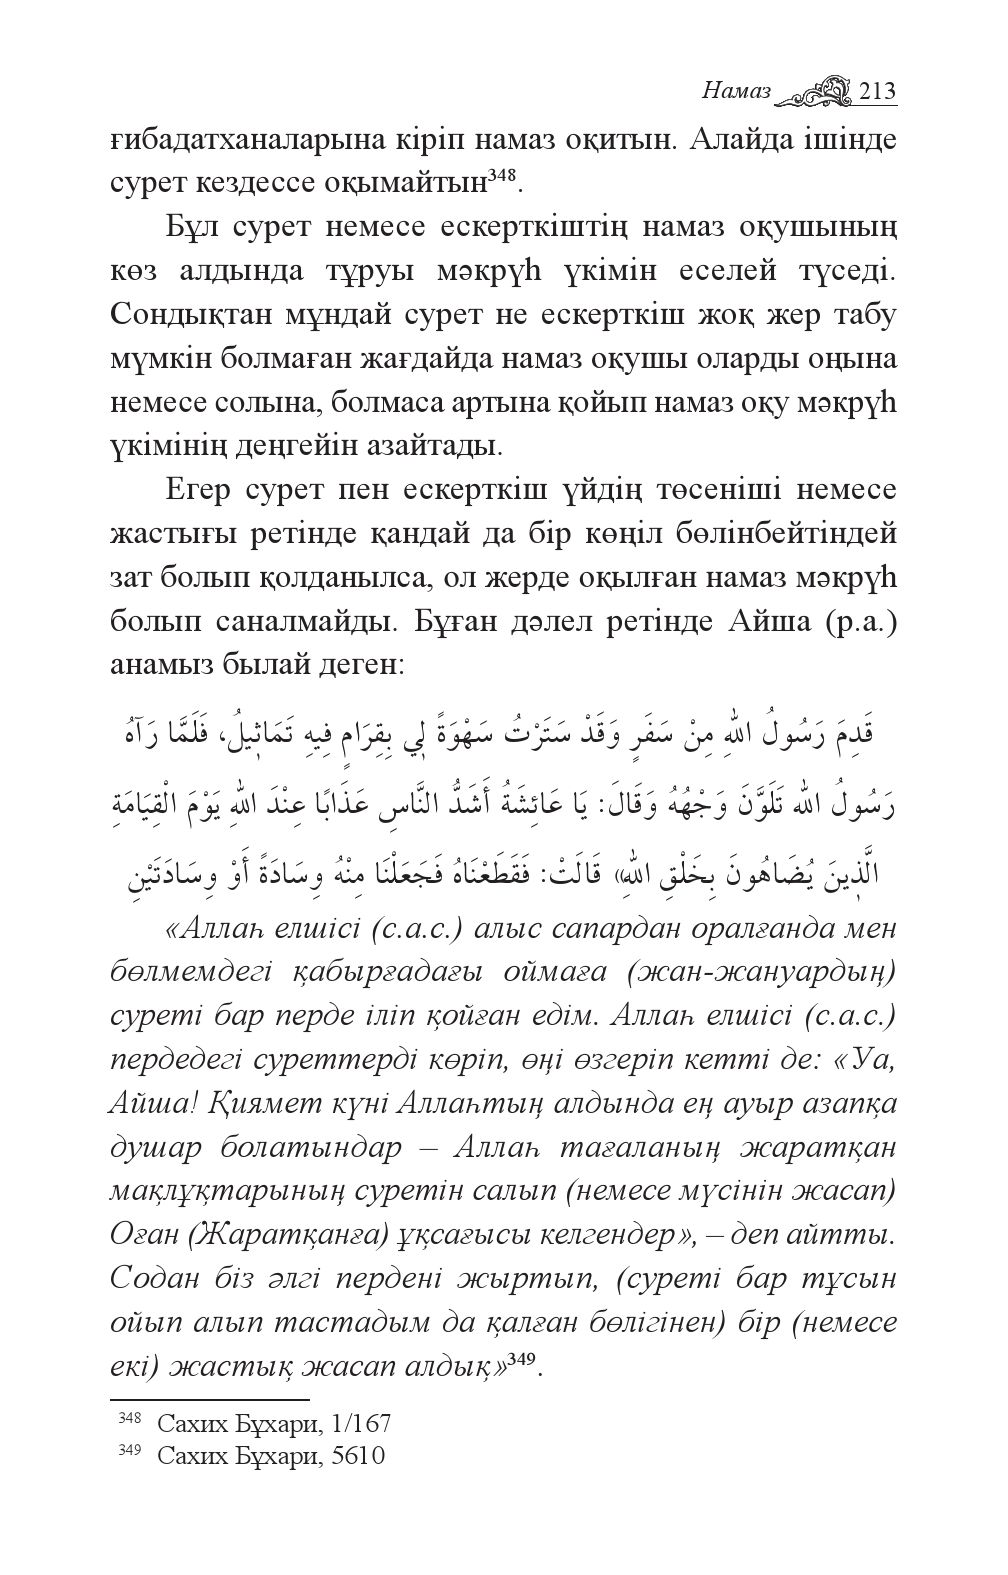 Намаз 213
ғибадатханаларына кіріп намаз оқитын. Алайда ішінде
сурет кездессе оқымайтын³⁴⁸.
Бұл сурет немесе ескерткіштің намаз оқушының
көз алдында тұруы мәкрүһ үкімін еселей түседі.
Сондықтан мұндай сурет не ескерткіш жоқ жер табу
мүмкін болмаған жағдайда намаз оқушы оларды оңына
немесе солына, болмаса артына қойып намаз оқу мәкрүһ
үкімінің деңгейін азайтады.
Егер сурет пен ескерткіш үйдің төсеніші немесе
жастығы ретінде қандай да бір көңіл бөлінбейтіндей
зат болып қолданылса, ол жерде оқылған намаз мәкрүһ
болып саналмайды. Бұған дәлел ретінде Айша (р.а.)
анамыз былай деген:
قَدِمَ رَسُولُ اللهِ مِنْ سَفَرٍ وَقَدْ سَتَرْتُ سَهْوَةً لِي بِقِرَامٍ فِيهِ تَمَاثِيلُ، فَلَمَّا رَآهُ
رَسُولُ الله تَلَوَّنَ وَجْهُهُ وَقَالَ: يَا عَائِشَةُ أَشَدُّ النَّاسِ عَذَابًا عِنْدَ اللهِ يَوْمَ الْقِيَامَةِ
الَّذِينَ يُضَاهُونَ بِخَلْقِ اللهِ» قَالَتْ: فَقَطَعْنَاهُ فَجَعَلْنَا مِنْهُ وِسَادَةً أَوْ وِسَادَتَيْنِ
«Аллаһ елшісі (с.а.с.) алыс сапардан оралғанда мен
бөлмемдегі қабырғадағы оймаға (жан-жануардың)
суреті бар перде іліп қойған едім. Аллаһ елшісі (с.а.с.)
пердедегі суреттерді көріп, өңі өзгеріп кетті де: «Уа,
Айша! Қиямет күні Аллаһтың алдында ең ауыр азапқа
душар болатындар – Аллаһ тағаланың жаратқан
мақлұқтарының суретін салып (немесе мүсінін жасап)
Оған (Жаратқанға) ұқсағысы келгендер», – деп айтты.
Содан біз әлгі пердені жыртып, (суреті бар тұсын
ойып алып тастадым да қалған бөлігінен) бір (немесе
екі) жастық жасап алдық»³⁴⁹.
³⁴⁸ Сахих Бұхари, 1/167
³⁴⁹ Сахих Бұхари, 5610